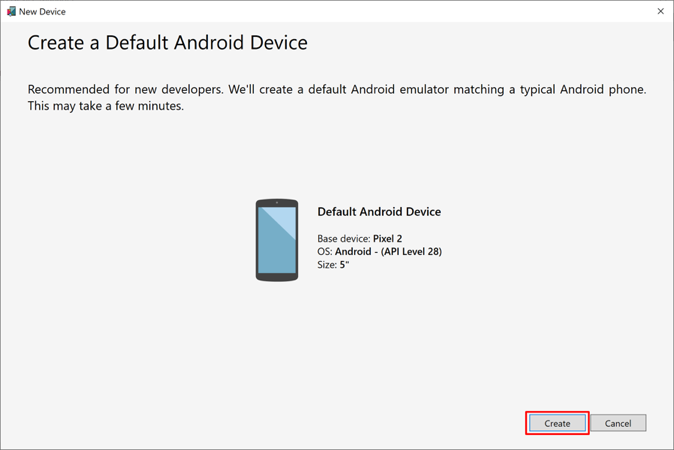 New Device
Create a Default Android Device
Recommended for new developers. We'll create a default Android emulator matching a typical Android phone.
This may take a few minutes.
Default Android Device
Base device: Pixel 2
OS: Android - (API Level 28)
Size: 5"
Create Cancel